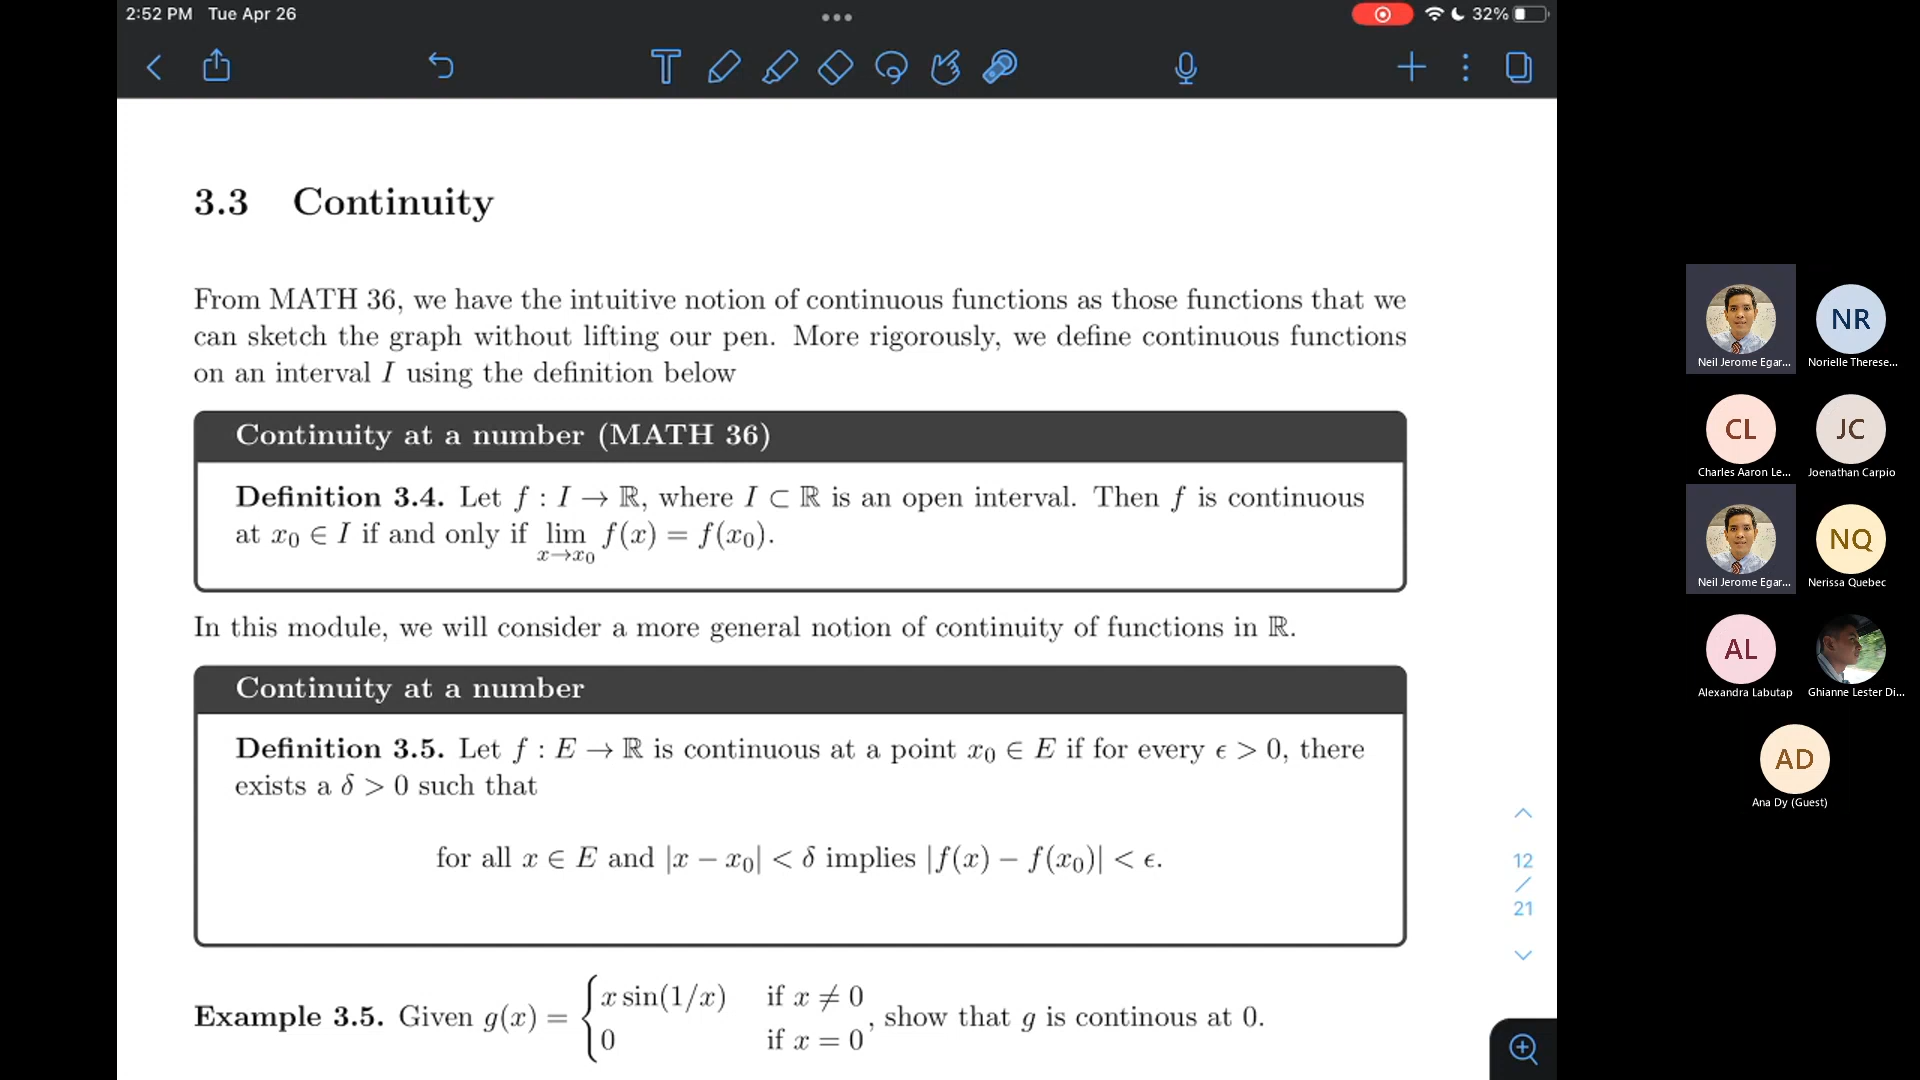 2:52 PM Tue Apr 26
32%
3.3 Continuity
From MATH 36, we have the intuitive notion of continuous functions as those functions that we
can sketch the graph without lifting our pen. More rigorously, we define continuous functions
on an interval I using the definition below
Continuity at a number (MATH 36)
Definition 3.4. Let f : I → ℝ, where I ⊂ ℝ is an open interval. Then f is continuous
at x₀ ∈ I if and only if lim f(x) = f(x₀).
x→x₀
In this module, we will consider a more general notion of continuity of functions in ℝ.
Continuity at a number
Definition 3.5. Let f : E → ℝ is continuous at a point x₀ ∈ E if for every ϵ > 0, there
exists a δ > 0 such that
for all x ∈ E and |x − x₀| < δ implies |f(x) − f(x₀)| < ϵ.
Example 3.5. Given g(x) = { x sin(1/x) if x ≠ 0
0 if x = 0 , show that g is continous at 0.
12
/
21
Neil Jerome Egar...
NR
Norielle Therese...
CL
Charles Aaron Le...
JC
Joenathan Carpio
Neil Jerome Egar...
NQ
Nerissa Quebec
AL
Alexandra Labutap
Ghianne Lester Di...
AD
Ana Dy (Guest)